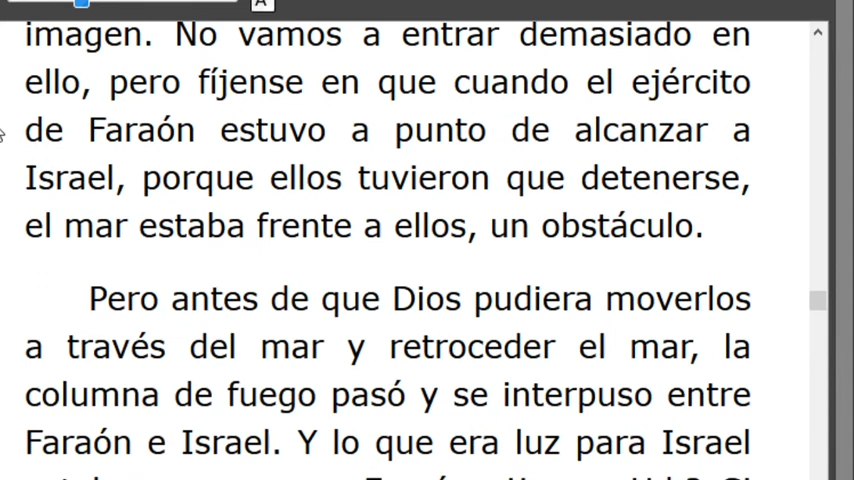 A
imagen. No vamos a entrar demasiado en
ello, pero fíjense en que cuando el ejército
de Faraón estuvo a punto de alcanzar a
Israel, porque ellos tuvieron que detenerse,
el mar estaba frente a ellos, un obstáculo.
Pero antes de que Dios pudiera moverlos
a través del mar y retroceder el mar, la
columna de fuego pasó y se interpuso entre
Faraón e Israel. Y lo que era luz para Israel